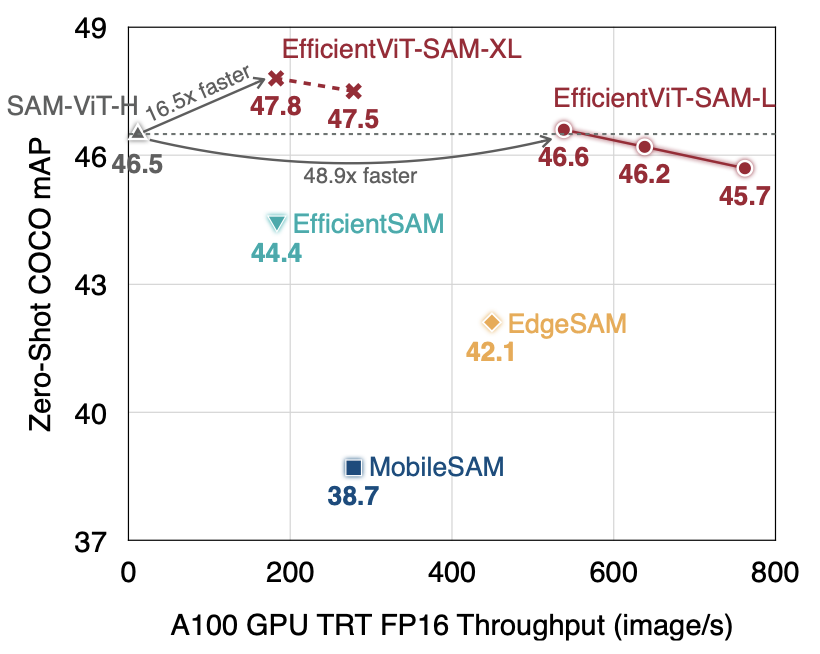 49
EfficientViT-SAM-XL
16.5x faster
47.8
47.5
SAM-ViT-H
EfficientViT-SAM-L
46
46.5
46.6
46.2
45.7
48.9x faster
EfficientSAM
44.4
43
EdgeSAM
42.1
40
MobileSAM
38.7
37
Zero-Shot COCO mAP
0 200 400 600 800
A100 GPU TRT FP16 Throughput (image/s)